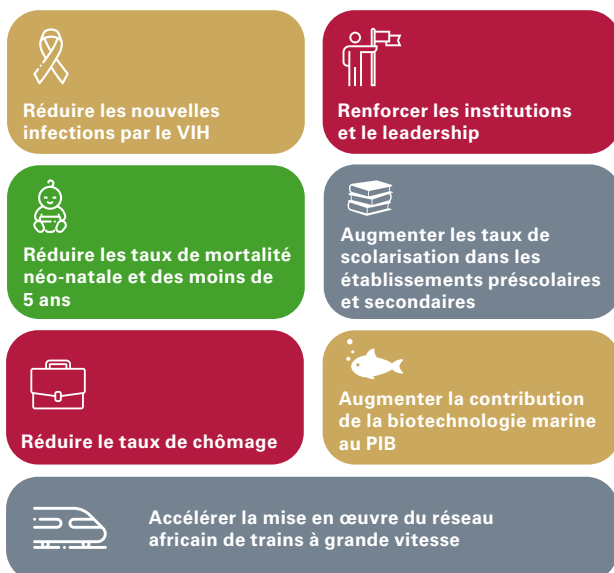 Réduire les nouvelles
infections par le VIH
Renforcer les institutions
et le leadership
Réduire les taux de mortalité
néo-natale et des moins de
5 ans
Augmenter les taux de
scolarisation dans les
établissements préscolaires
et secondaires
Réduire le taux de chômage
Augmenter la contribution
de la biotechnologie marine
au PIB
Accélérer la mise en œuvre du réseau
africain de trains à grande vitesse